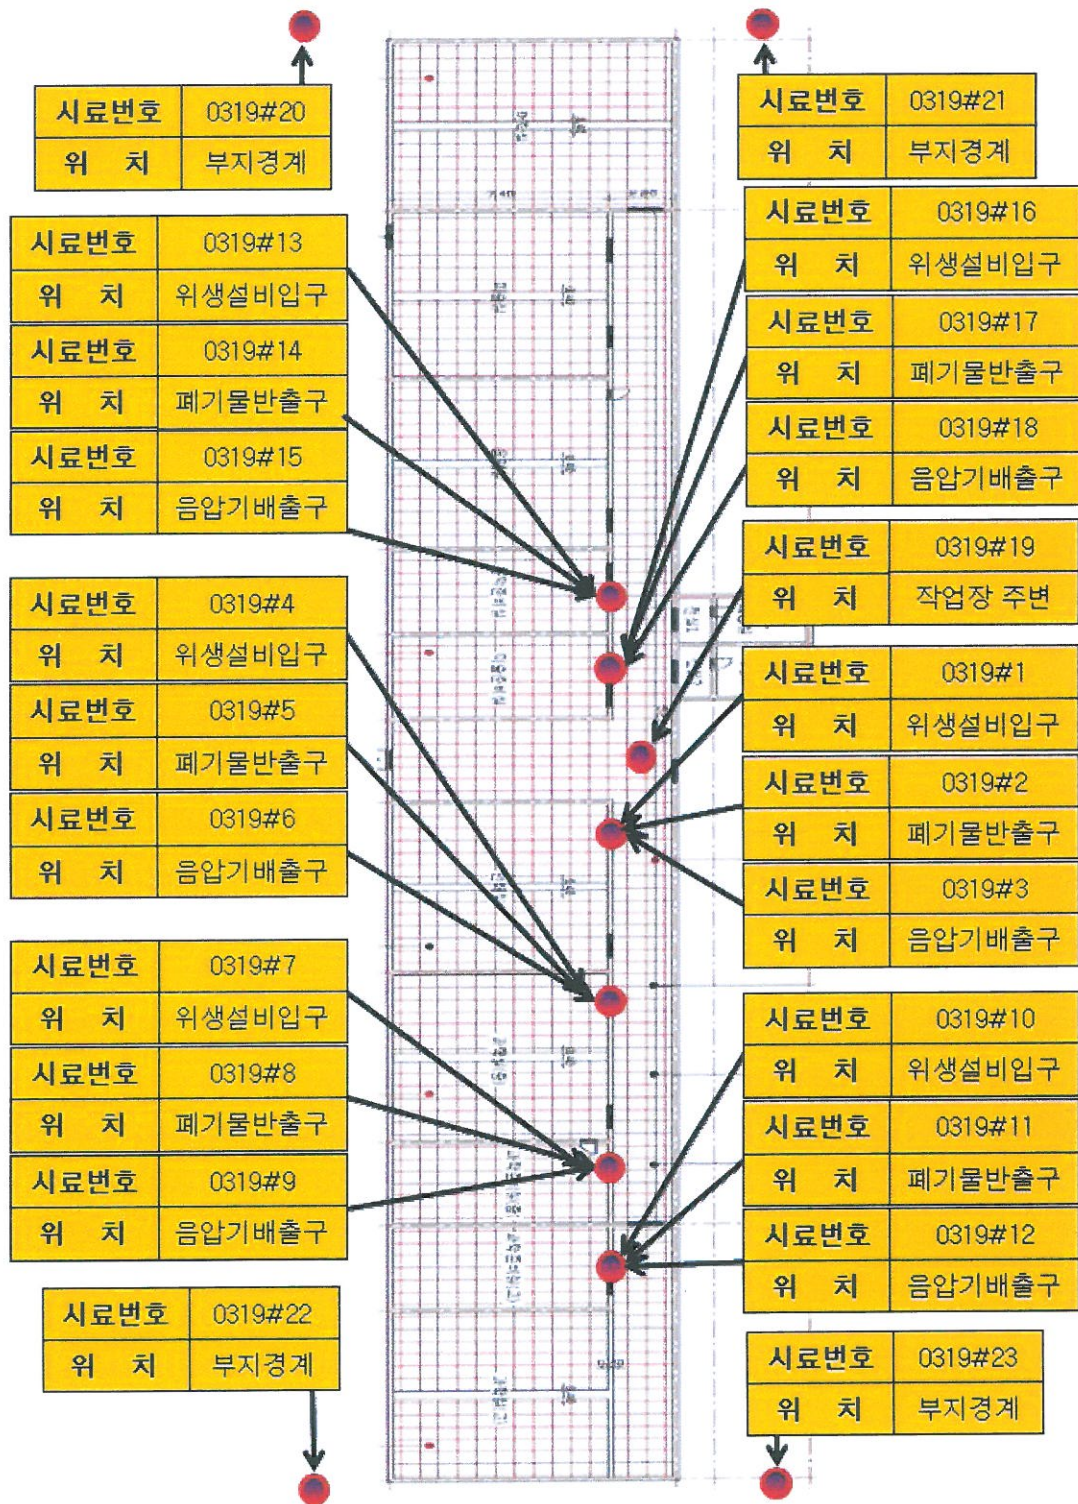 시료번호 0319#20
위 치 부지경계
시료번호 0319#21
위 치 부지경계
시료번호 0319#13
위 치 위생설비입구
시료번호 0319#14
위 치 폐기물반출구
시료번호 0319#15
위 치 음압기배출구
시료번호 0319#16
위 치 위생설비입구
시료번호 0319#17
위 치 폐기물반출구
시료번호 0319#18
위 치 음압기배출구
시료번호 0319#19
위 치 작업장 주변
시료번호 0319#4
위 치 위생설비입구
시료번호 0319#5
위 치 폐기물반출구
시료번호 0319#6
위 치 음압기배출구
시료번호 0319#1
위 치 위생설비입구
시료번호 0319#2
위 치 폐기물반출구
시료번호 0319#3
위 치 음압기배출구
시료번호 0319#7
위 치 위생설비입구
시료번호 0319#8
위 치 폐기물반출구
시료번호 0319#9
위 치 음압기배출구
시료번호 0319#10
위 치 위생설비입구
시료번호 0319#11
위 치 폐기물반출구
시료번호 0319#12
위 치 음압기배출구
시료번호 0319#22
위 치 부지경계
시료번호 0319#23
위 치 부지경계